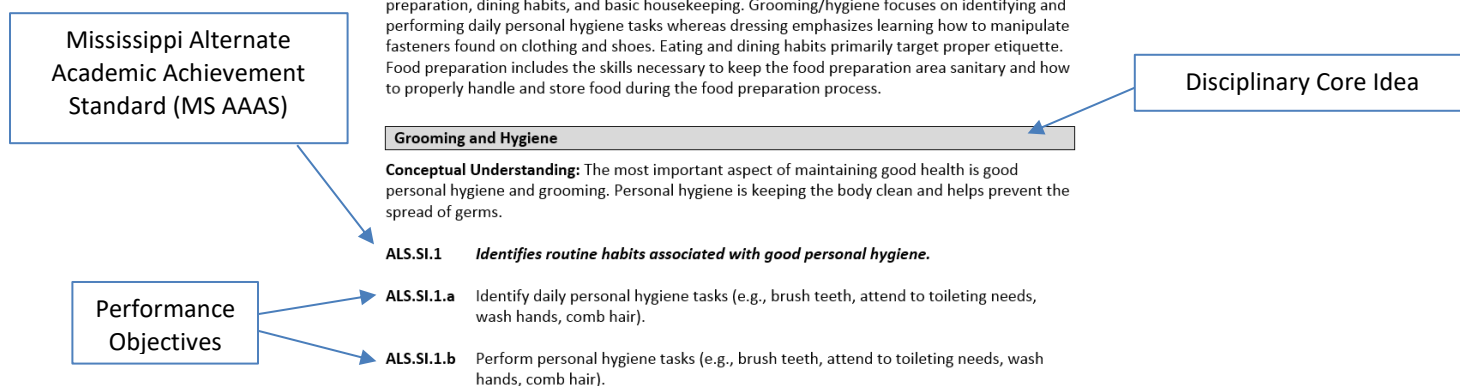 preparation, dining habits, and basic housekeeping. Grooming/hygiene focuses on identifying and
performing daily personal hygiene tasks whereas dressing emphasizes learning how to manipulate
fasteners found on clothing and shoes. Eating and dining habits primarily target proper etiquette.
Food preparation includes the skills necessary to keep the food preparation area sanitary and how
to properly handle and store food during the food preparation process.
Mississippi Alternate
Academic Achievement
Standard (MS AAAS)
Disciplinary Core Idea
Grooming and Hygiene
Conceptual Understanding: The most important aspect of maintaining good health is good
personal hygiene and grooming. Personal hygiene is keeping the body clean and helps prevent the
spread of germs.
ALS.SI.1 Identifies routine habits associated with good personal hygiene.
Performance
Objectives
ALS.SI.1.a Identify daily personal hygiene tasks (e.g., brush teeth, attend to toileting needs,
wash hands, comb hair).
ALS.SI.1.b Perform personal hygiene tasks (e.g., brush teeth, attend to toileting needs, wash
hands, comb hair).